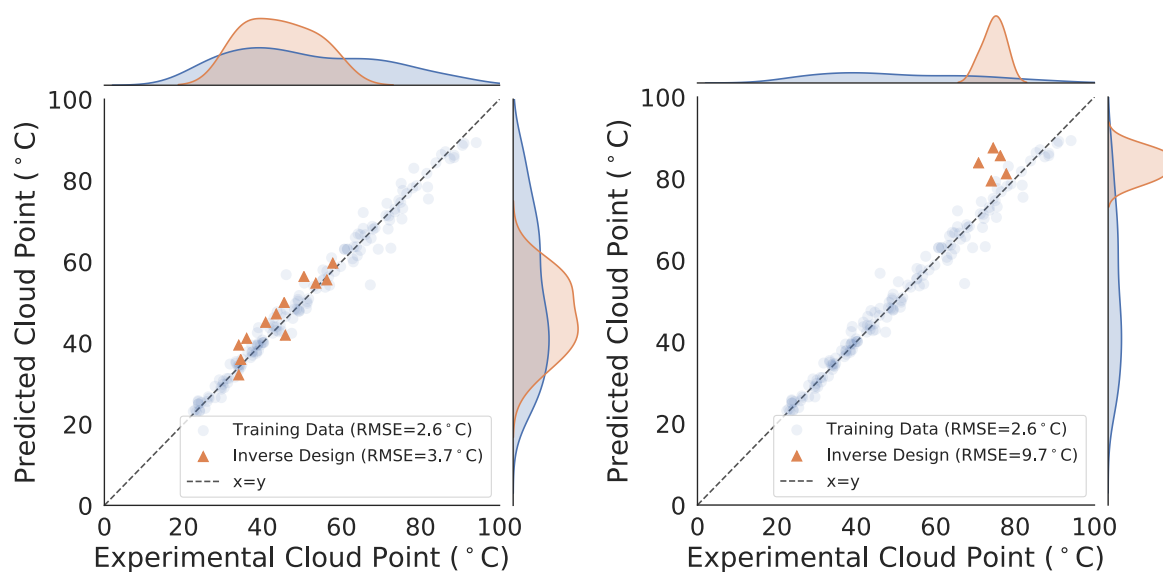 Predicted Cloud Point (°C)
100
80
60
40
20
0
Training Data (RMSE=2.6°C)
Inverse Design (RMSE=3.7°C)
x=y
0 20 40 60 80 100
Experimental Cloud Point (°C)
Predicted Cloud Point (°C)
100
80
60
40
20
0
Training Data (RMSE=2.6°C)
Inverse Design (RMSE=9.7°C)
x=y
0 20 40 60 80 100
Experimental Cloud Point (°C)